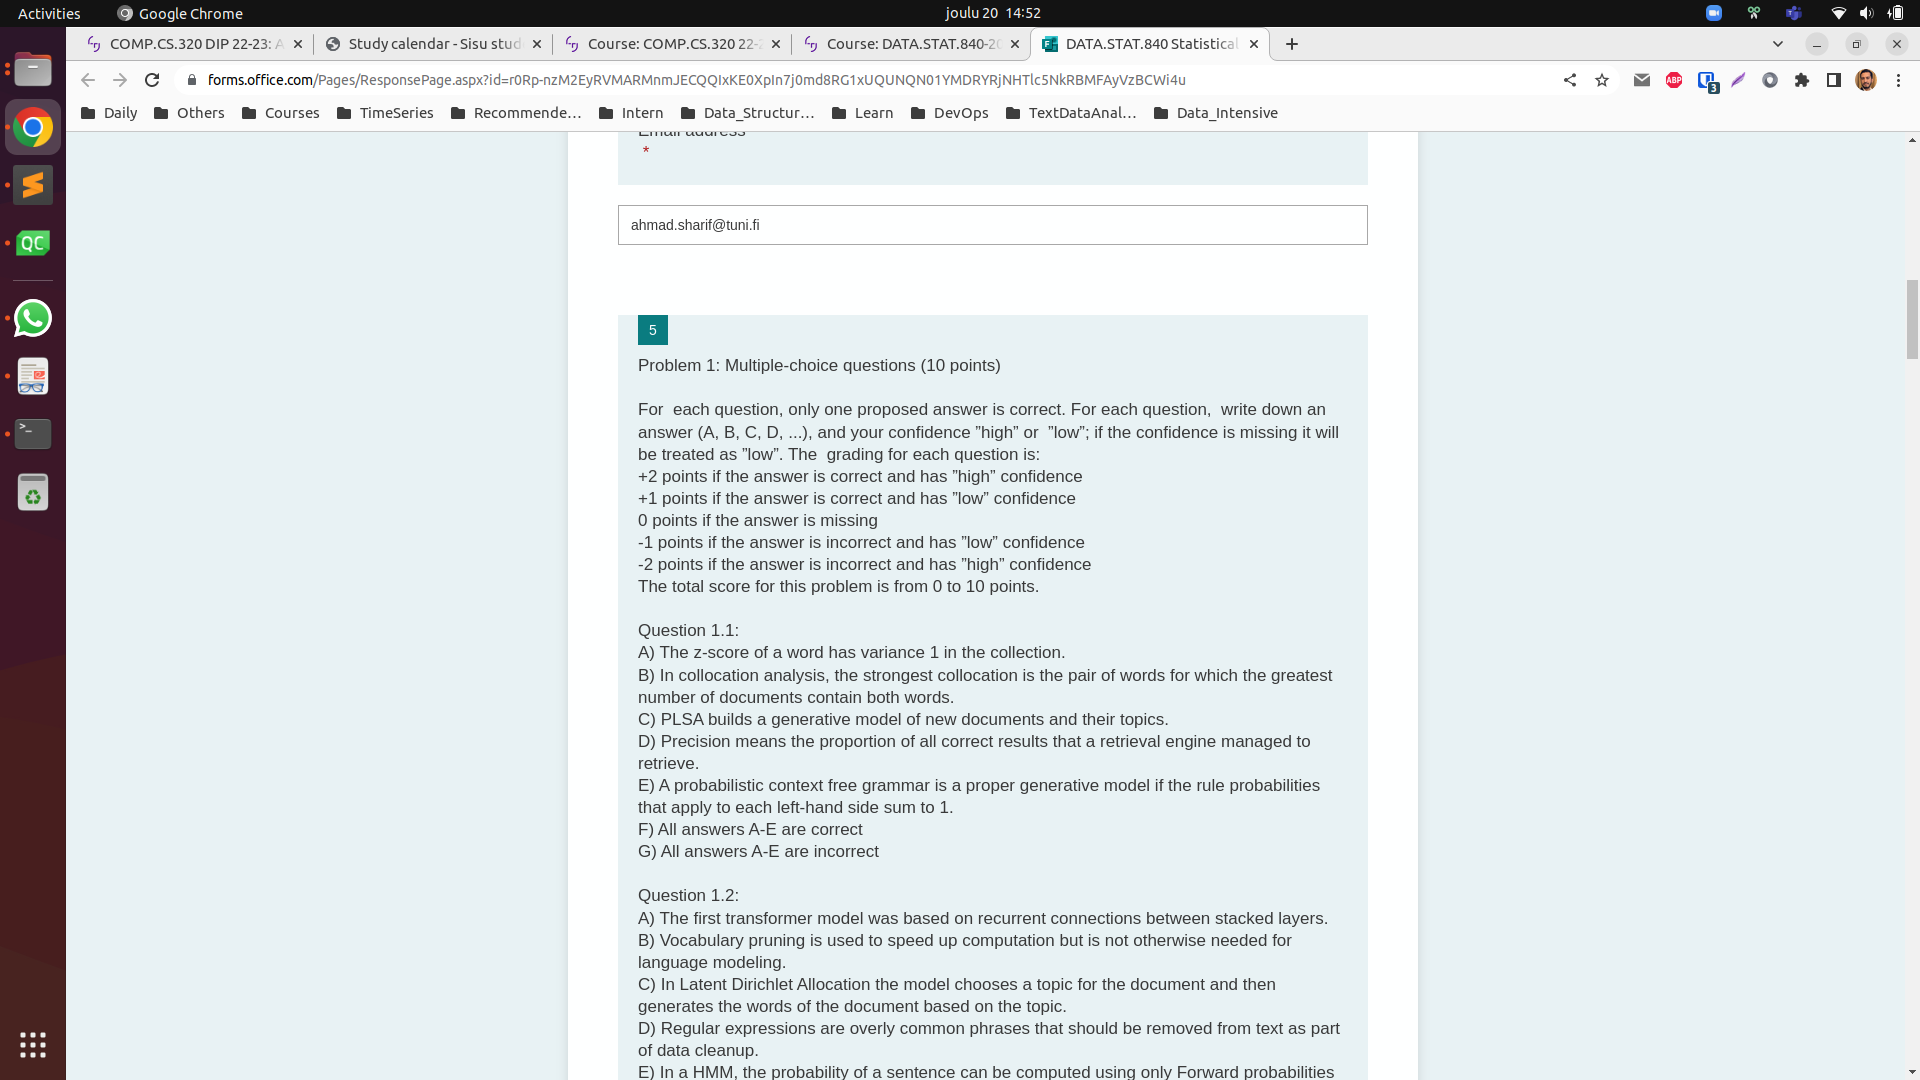 Activities
Google Chrome
joulu 20 14:52
COMP.CS.320 DIP 22-23: A
Study calendar - Sisu stud
Course: COMP.CS.320 22-2
Course: DATA.STAT.840-20
DATA.STAT.840 Statistical
forms.office.com/Pages/ResponsePage.aspx?id=r0Rp-nzM2EyRVMARMnmJECQQIxKE0XpIn7j0md8RG1xUQUNQN01YMDRYRjNHTlc5NkRBMFAyVzBCWi4u
ABP
3
Daily
Others
Courses
TimeSeries
Recommende...
Intern
Data_Structur...
Learn
DevOps
TextDataAnal...
Data_Intensive
QC
Email address
*
ahmad.sharif@tuni.fi
5
Problem 1: Multiple-choice questions (10 points)
For each question, only one proposed answer is correct. For each question, write down an
answer (A, B, C, D, ...), and your confidence ”high” or ”low”; if the confidence is missing it will
be treated as ”low”. The grading for each question is:
+2 points if the answer is correct and has ”high” confidence
+1 points if the answer is correct and has ”low” confidence
0 points if the answer is missing
-1 points if the answer is incorrect and has ”low” confidence
-2 points if the answer is incorrect and has ”high” confidence
The total score for this problem is from 0 to 10 points.
Question 1.1:
A) The z-score of a word has variance 1 in the collection.
B) In collocation analysis, the strongest collocation is the pair of words for which the greatest
number of documents contain both words.
C) PLSA builds a generative model of new documents and their topics.
D) Precision means the proportion of all correct results that a retrieval engine managed to
retrieve.
E) A probabilistic context free grammar is a proper generative model if the rule probabilities
that apply to each left-hand side sum to 1.
F) All answers A-E are correct
G) All answers A-E are incorrect
Question 1.2:
A) The first transformer model was based on recurrent connections between stacked layers.
B) Vocabulary pruning is used to speed up computation but is not otherwise needed for
language modeling.
C) In Latent Dirichlet Allocation the model chooses a topic for the document and then
generates the words of the document based on the topic.
D) Regular expressions are overly common phrases that should be removed from text as part
of data cleanup.
E) In a HMM, the probability of a sentence can be computed using only Forward probabilities